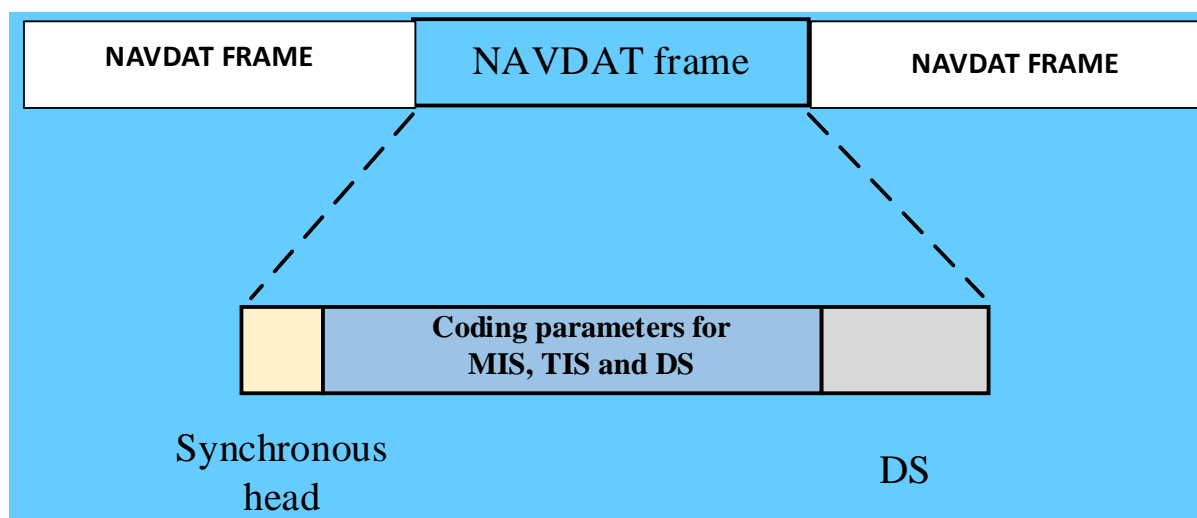 NAVDAT FRAME
NAVDAT frame
NAVDAT FRAME
Coding parameters for
MIS, TIS and DS
Synchronous
head
DS